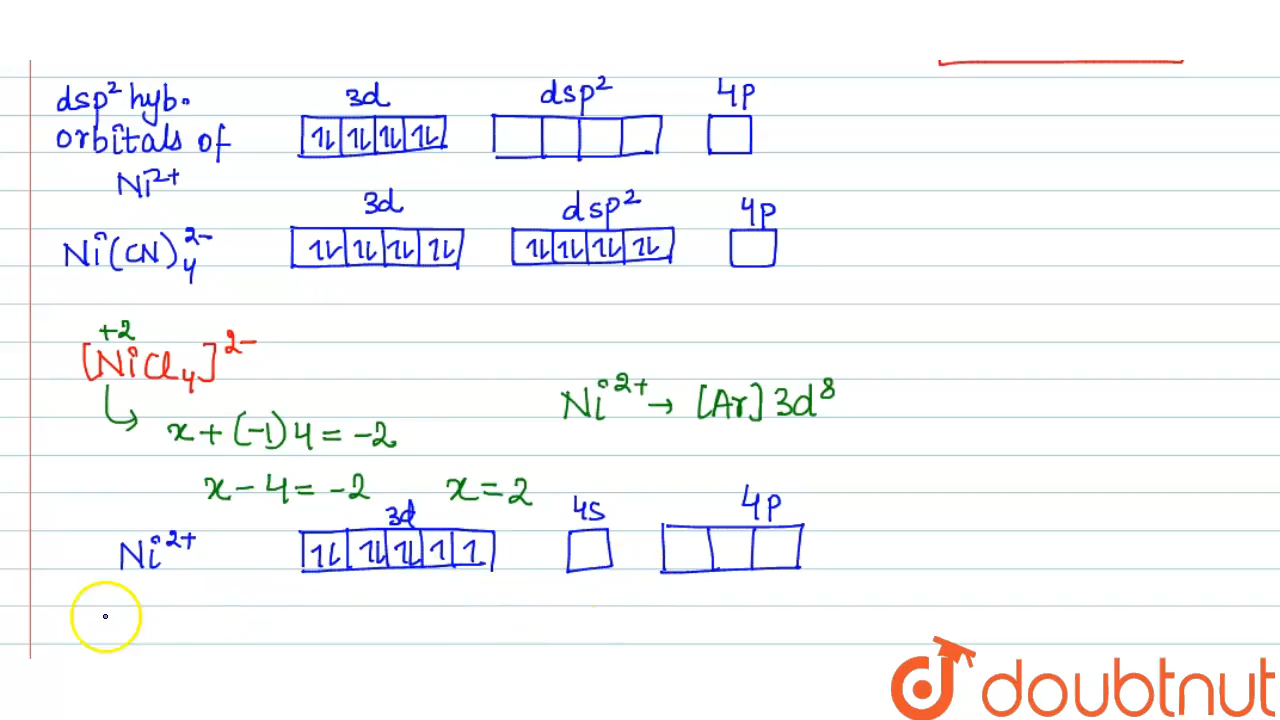 dsp² hyb. orbitals of Ni²⁺
3d dsp² 4p
⥮ ⥮ ⥮ ⥮
3d dsp² 4p
Ni(CN)₄²⁻ ⥮ ⥮ ⥮ ⥮ ⥮ ⥮ ⥮ ⥮
+2
[NiCl₄]²⁻
Ni²⁺ → [Ar] 3d⁸
x + (-1) 4 = -2
x - 4 = -2 x = 2
3d 4s 4p
Ni²⁺ ⥮ ⥮ ⥮ ↿ ↿
doubtnut